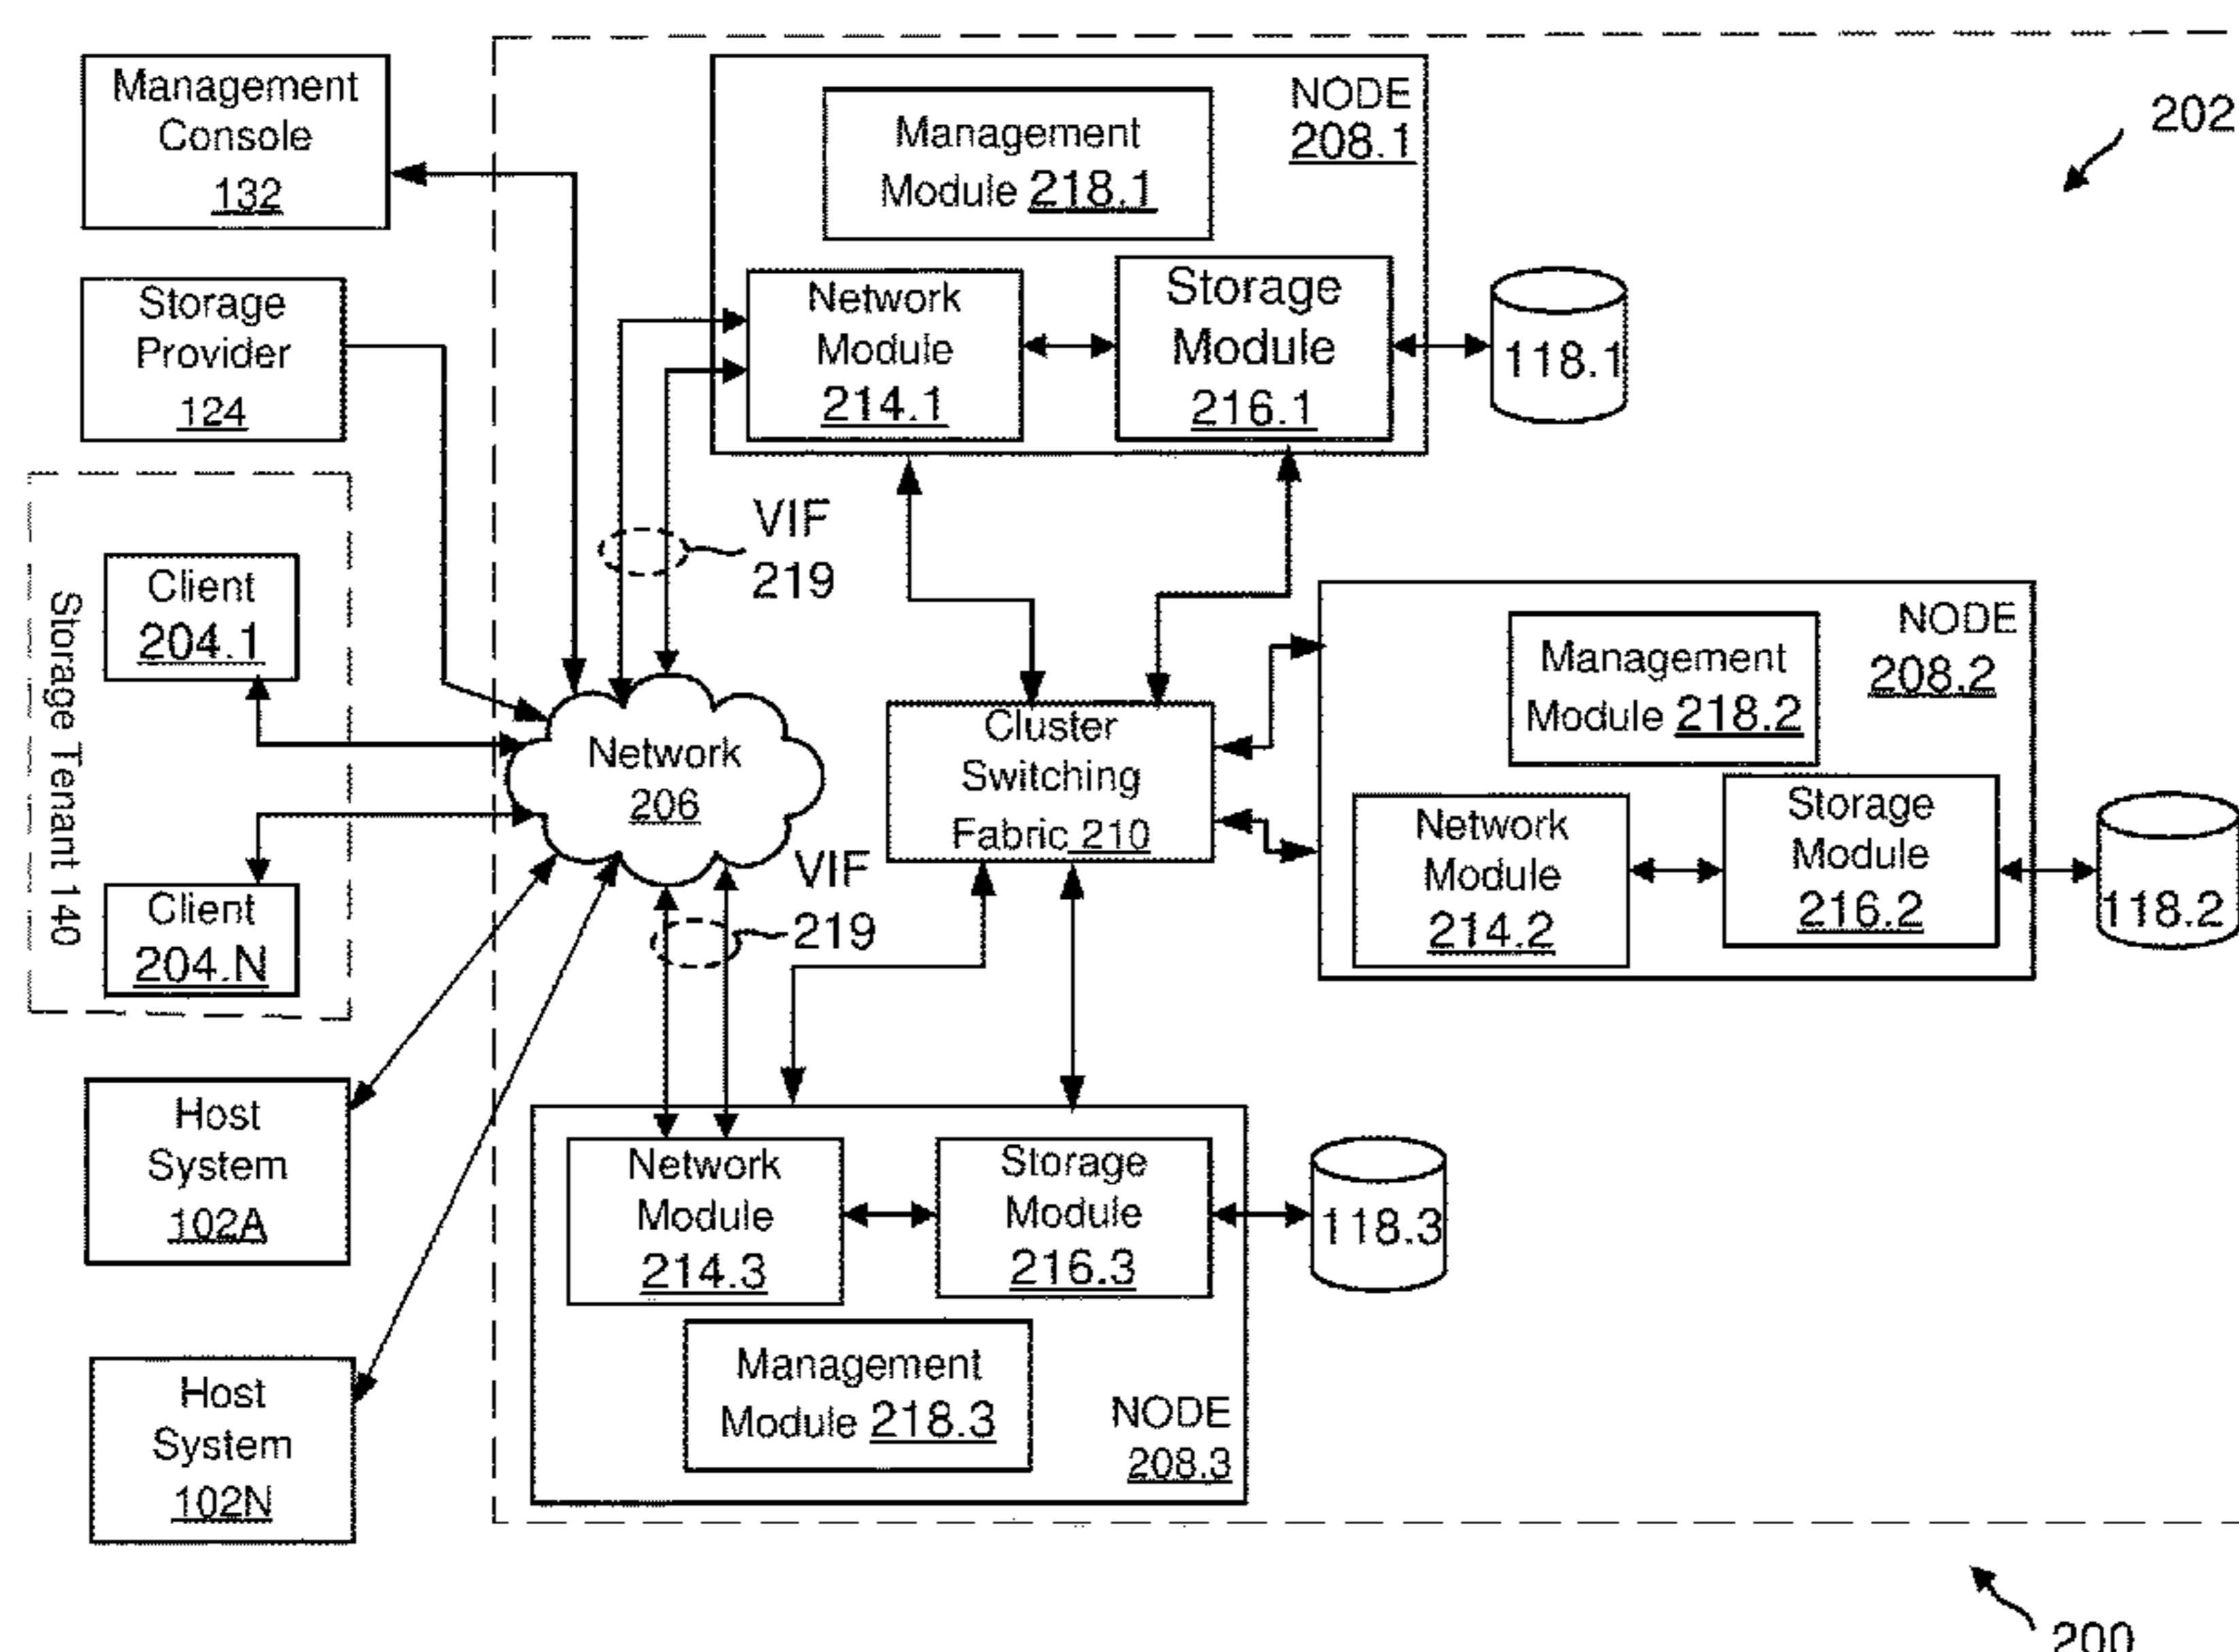 Management
Console
132
Storage
Provider
124
Storage Tenant 140
Client
204.1
Client
204.N
Host
System
102A
Host
System
102N
NODE
208.1
Management
Module 218.1
Network
Module
214.1
Storage
Module
216.1
118.1
202
VIF
219
Network
206
VIF
219
Cluster
Switching
Fabric 210
NODE
208.2
Management
Module 218.2
Network
Module
214.2
Storage
Module
216.2
118.2
Network
Module
214.3
Storage
Module
216.3
118.3
Management
Module 218.3
NODE
208.3
200